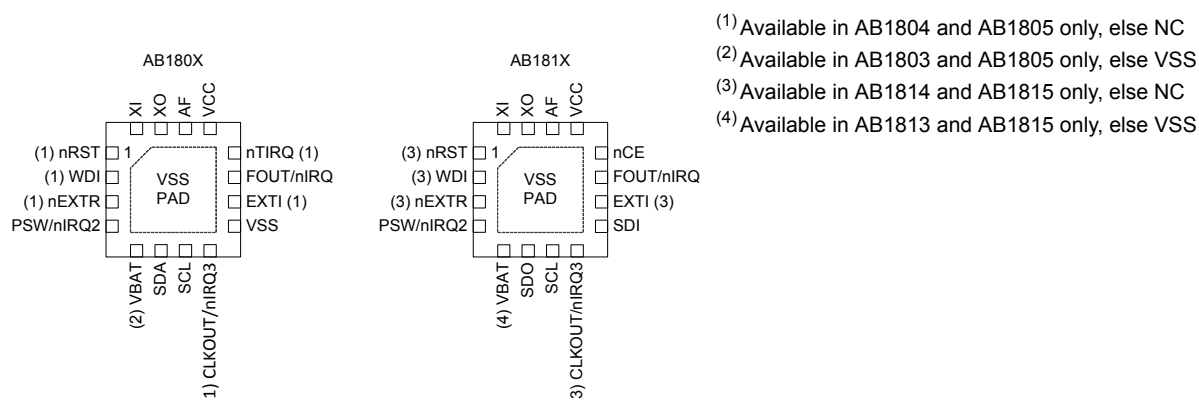 AB180X
XI
XO
AF
VCC
(1) nRST
(1) WDI
(1) nEXTR
PSW/nIRQ2
1
VSS
PAD
nTIRQ (1)
FOUT/nIRQ
EXTI (1)
VSS
(2) VBAT
SDA
SCL
1) CLKOUT/nIRQ3
AB181X
XI
XO
AF
VCC
(3) nRST
(3) WDI
(3) nEXTR
PSW/nIRQ2
1
VSS
PAD
nCE
FOUT/nIRQ
EXTI (3)
SDI
(4) VBAT
SDO
SCL
3) CLKOUT/nIRQ3
(1) Available in AB1804 and AB1805 only, else NC
(2) Available in AB1803 and AB1805 only, else VSS
(3) Available in AB1814 and AB1815 only, else NC
(4) Available in AB1813 and AB1815 only, else VSS